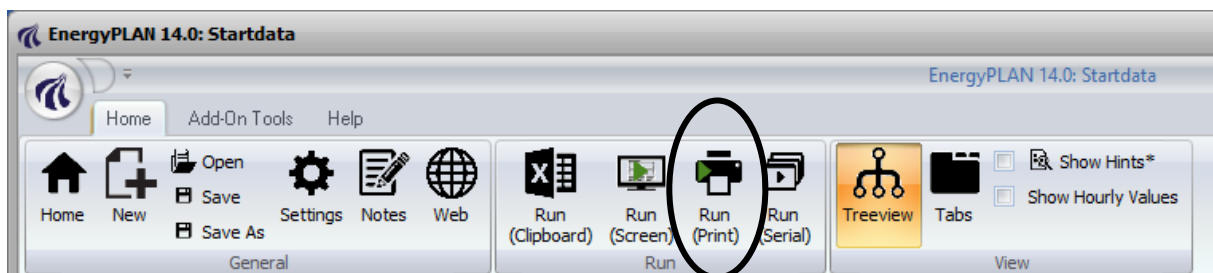 EnergyPLAN 14.0: Startdata
EnergyPLAN 14.0: Startdata
Home Add-On Tools Help
Home
New
Open
Save
Save As
Settings
Notes
Web
General
Run
(Clipboard)
Run
(Screen)
Run
(Print)
Run
(Serial)
Run
Treeview
Tabs
Show Hints*
Show Hourly Values
View